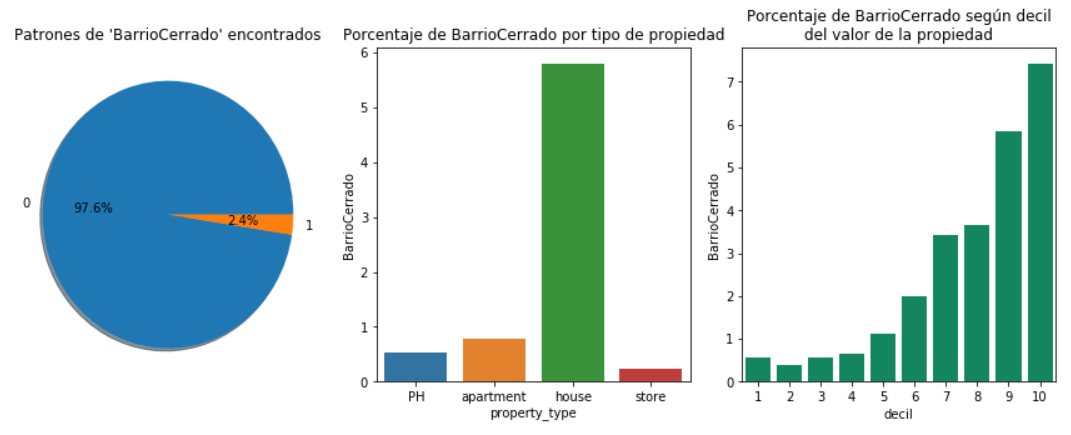 Patrones de 'BarrioCerrado' encontrados
0
97.6%
2.4%
1
Porcentaje de BarrioCerrado por tipo de propiedad
6
5
4
3
2
1
0
BarrioCerrado
PH
apartment
house
store
property_type
Porcentaje de BarrioCerrado según decil
del valor de la propiedad
7
6
5
4
3
2
1
0
BarrioCerrado
1 2 3 4 5 6 7 8 9 10
decil